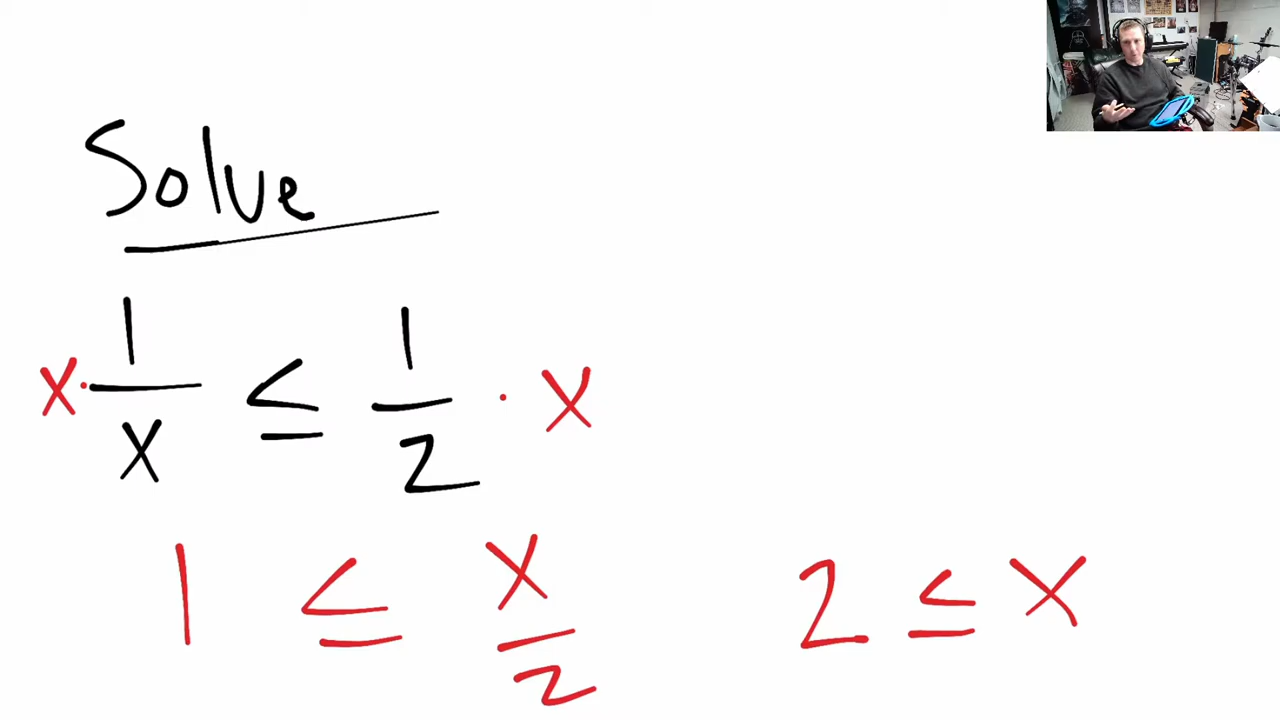 Solve
x · 1/x ≤ 1/2 · x
1 ≤ x/2 2 ≤ x